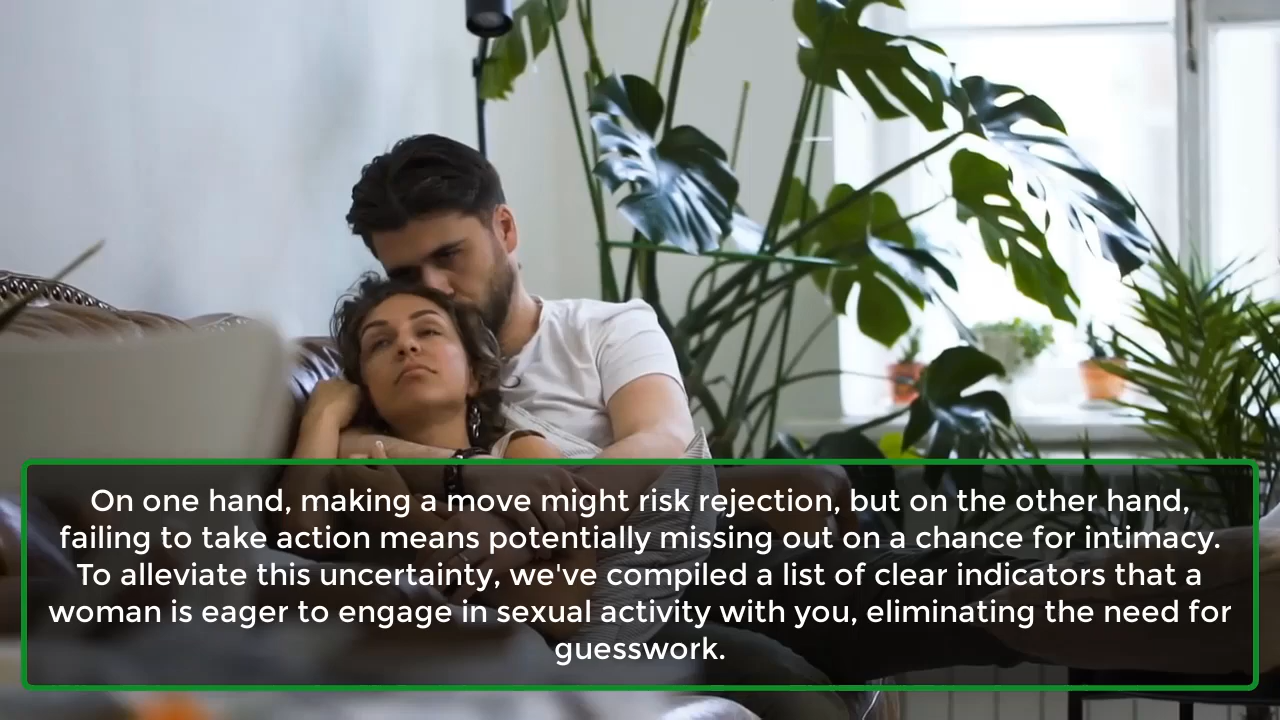 On one hand, making a move might risk rejection, but on the other hand,
failing to take action means potentially missing out on a chance for intimacy.
To alleviate this uncertainty, we've compiled a list of clear indicators that a
woman is eager to engage in sexual activity with you, eliminating the need for
guesswork.